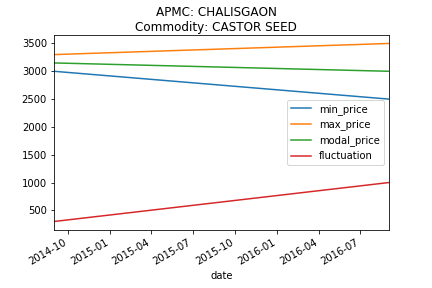 APMC: CHALISGAON
Commodity: CASTOR SEED
3500
3000
2500
2000
1500
1000
500
min_price
max_price
modal_price
fluctuation
2014-10
2015-01
2015-04
2015-07
2015-10
2016-01
2016-04
2016-07
date